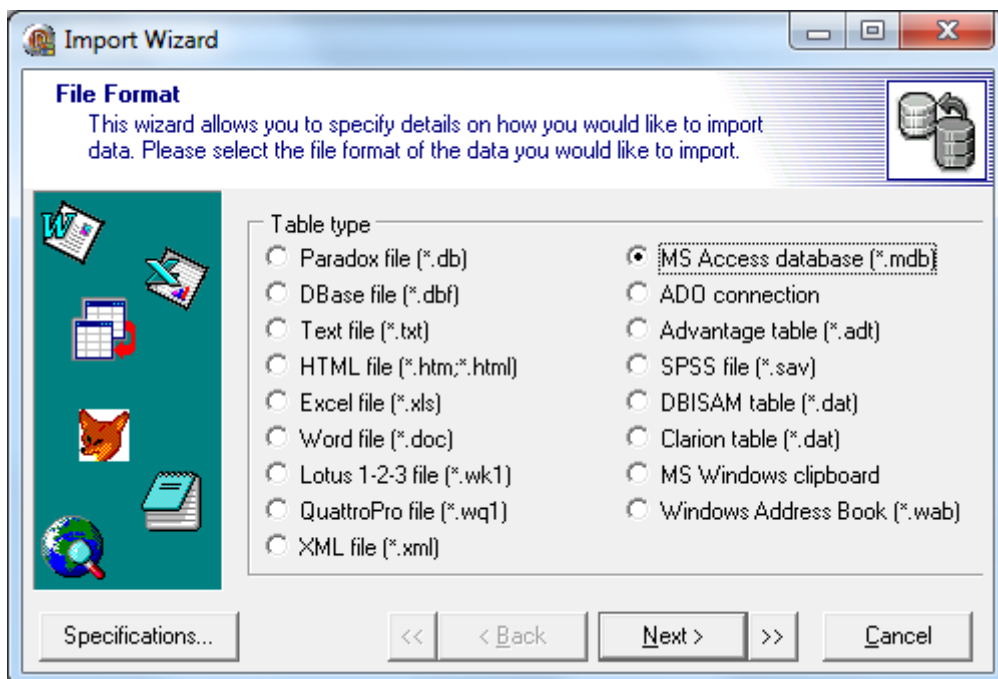 Import Wizard
File Format
This wizard allows you to specify details on how you would like to import
data. Please select the file format of the data you would like to import.
Table type
Paradox file (*.db)
DBase file (*.dbf)
Text file (*.txt)
HTML file (*.htm;*.html)
Excel file (*.xls)
Word file (*.doc)
Lotus 1-2-3 file (*.wk1)
QuattroPro file (*.wq1)
XML file (*.xml)
MS Access database (*.mdb)
ADO connection
Advantage table (*.adt)
SPSS file (*.sav)
DBISAM table (*.dat)
Clarion table (*.dat)
MS Windows clipboard
Windows Address Book (*.wab)
Specifications...
<<
< Back
Next >
>>
Cancel